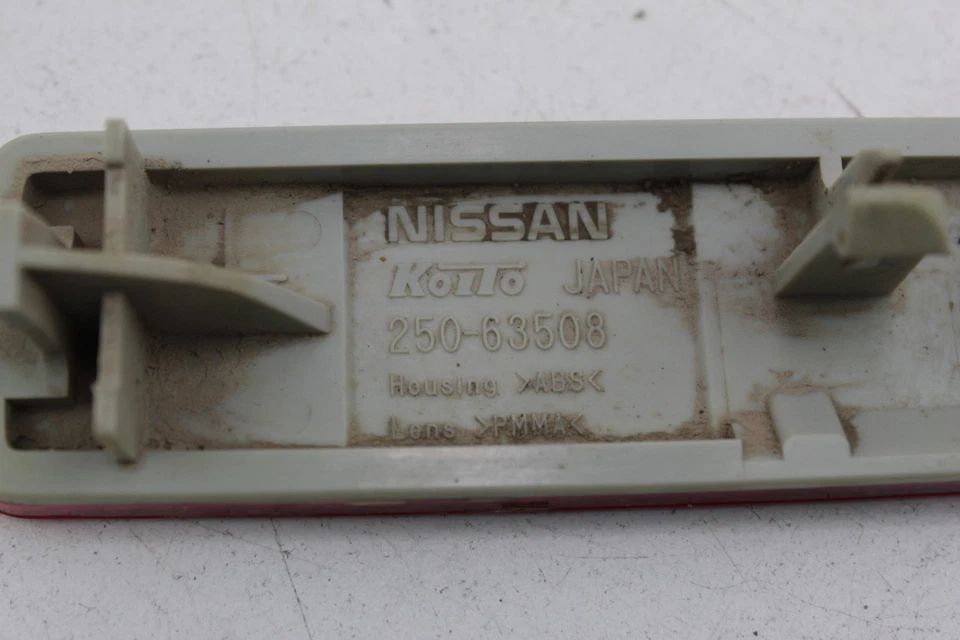 NISSAN
KOITO JAPAN
250-63508
Housing >ABS<
Lens >PMMA<